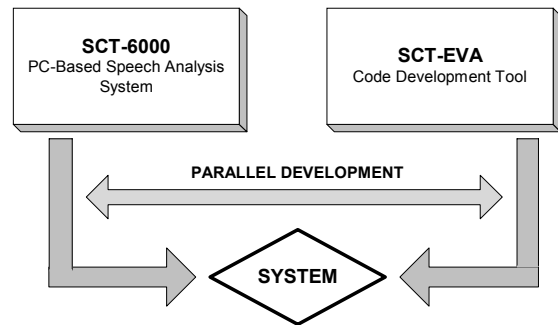 SCT-6000
PC-Based Speech Analysis
System
SCT-EVA
Code Development Tool
PARALLEL DEVELOPMENT
SYSTEM